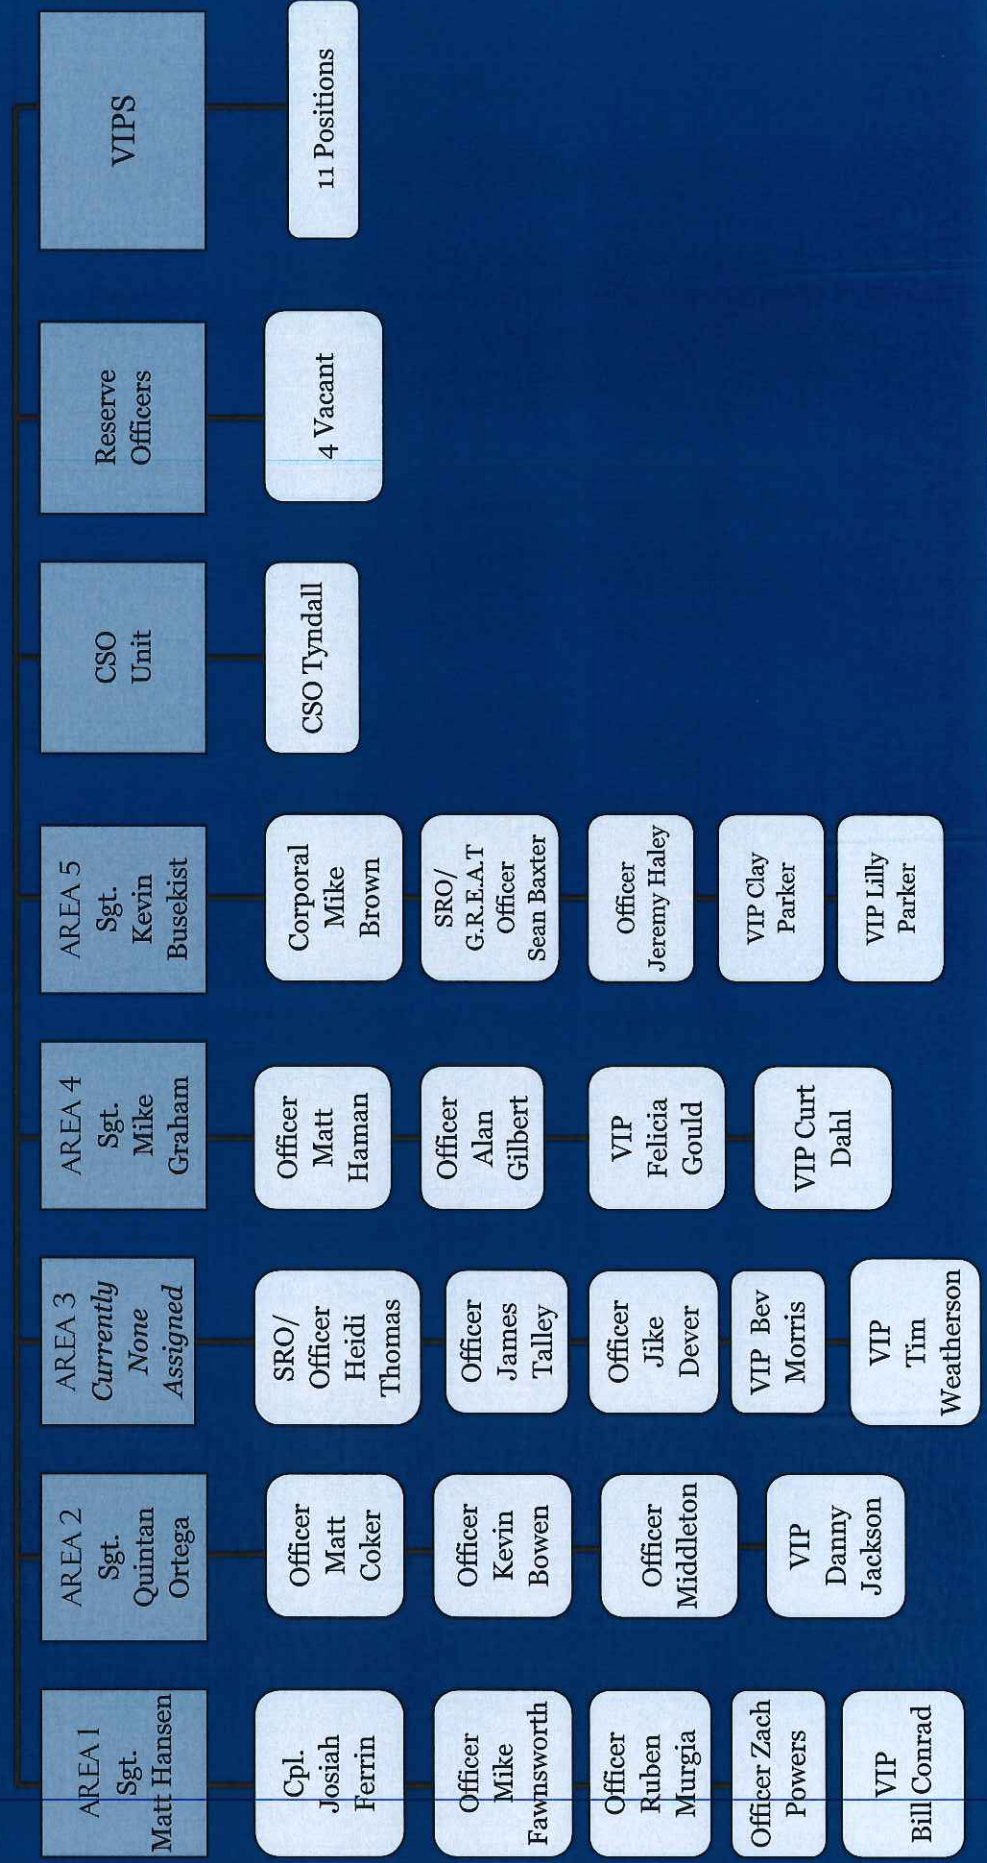 AREA 1
Sgt.
Matt Hansen
Cpl.
Josiah
Ferrin
Officer
Mike
Fawnsworth
Officer
Ruben
Murgia
Officer Zach
Powers
VIP
Bill Conrad
AREA 2
Sgt.
Quintan
Ortega
Officer
Matt
Coker
Officer
Kevin
Bowen
Officer
Middleton
VIP
Danny
Jackson
AREA 3
Currently
None
Assigned
SRO/
Officer
Heidi
Thomas
Officer
James
Talley
Officer
Jike
Dever
VIP Bev
Morris
VIP
Tim
Weatherson
AREA 4
Sgt.
Mike
Graham
Officer
Matt
Haman
Officer
Alan
Gilbert
VIP
Felicia
Gould
VIP Curt
Dahl
AREA 5
Sgt.
Kevin
Busekist
Corporal
Mike
Brown
SRO/
G.R.E.A.T
Officer
Sean Baxter
Officer
Jeremy Haley
VIP Clay
Parker
VIP Lilly
Parker
CSO
Unit
CSO Tyndall
Reserve
Officers
4 Vacant
VIPS
11 Positions